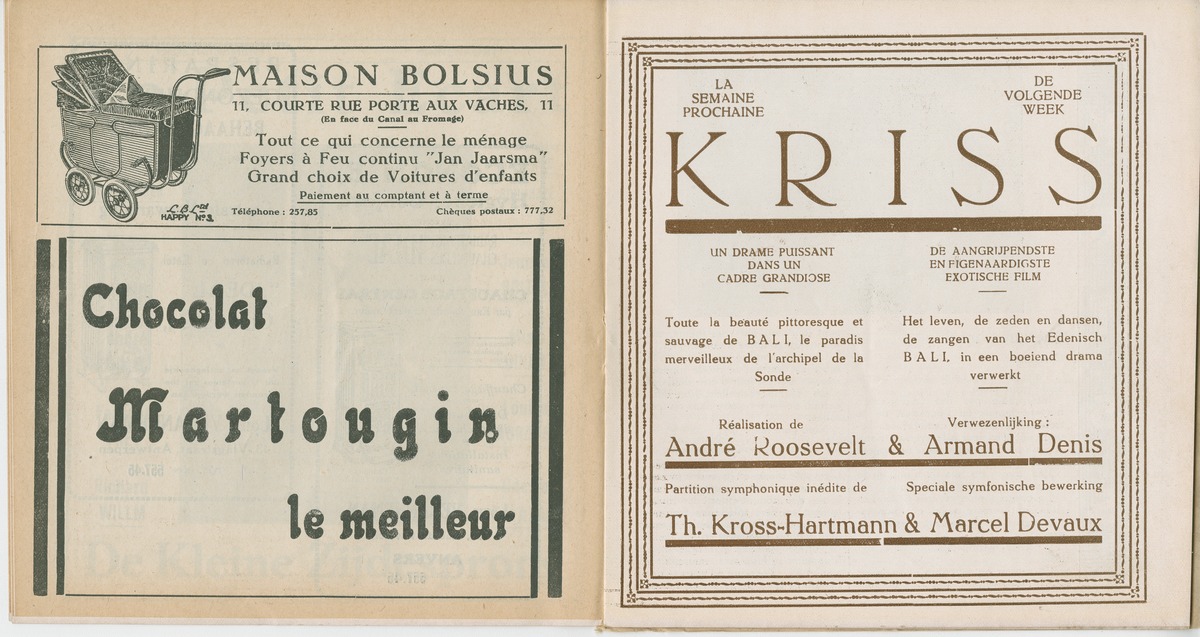 MAISON BOLSIUS
11, COURTE RUE PORTE AUX VACHES, 11
(En face du Canal au Fromage)
Tout ce qui concerne le ménage
Foyers à Feu continu "Jan Jaarsma"
Grand choix de Voitures d'enfants
Paiement au comptant et à terme
Téléphone : 257,85 Chèques postaux : 777,32
L.B. Ltd
HAPPY No 3
Chocolat
Martougin
le meilleur
LA
SEMAINE
PROCHAINE
DE
VOLGENDE
WEEK
KRISS
UN DRAME PUISSANT
DANS UN
CADRE GRANDIOSE
DE AANGRIJPENDSTE
EN EIGENAARDIGSTE
EXOTISCHE FILM
Toute la beauté pittoresque et
sauvage de BALI, le paradis
merveilleux de l'archipel de la
Sonde
Het leven, de zeden en dansen,
de zangen van het Edenisch
BALI, in een boeiend drama
verwerkt
Réalisation de Verwezenlijking :
André Roosevelt & Armand Denis
Partition symphonique inédite de Speciale symfonische bewerking
Th. Kross-Hartmann & Marcel Devaux